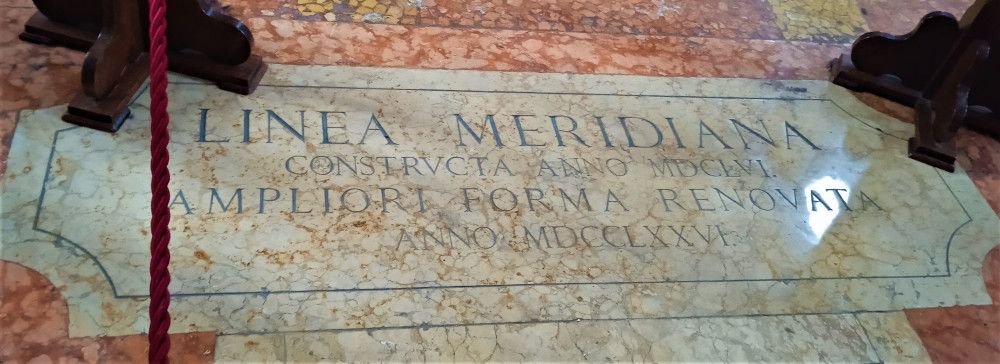 LINEA MERIDIANA
CONSTRVCTA ANNO MDCLVI.
AMPLIORI FORMA RENOVATA
ANNO MDCCLXXVI.